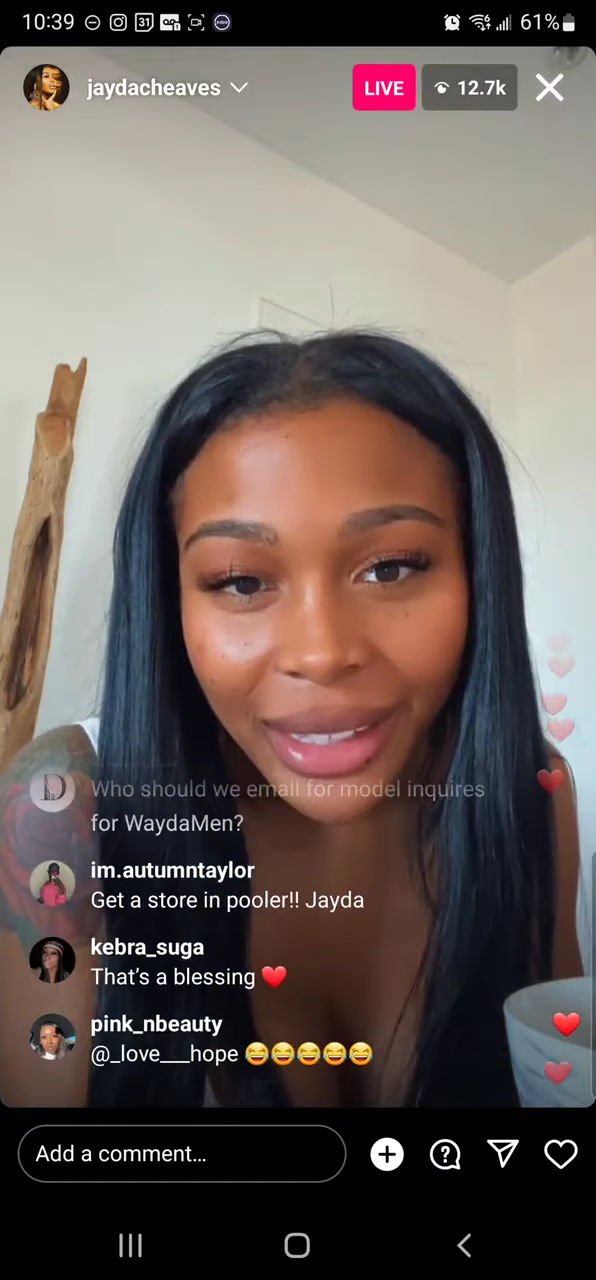 10:39
31
61%
jaydacheaves
LIVE
12.7k
D
Who should we email for model inquires
for WaydaMen?
im.autumntaylor
Get a store in pooler!! Jayda
kebra_suga
That's a blessing ❤️
pink_nbeauty
@_love___hope 😂😂😂😂😂
Add a comment…